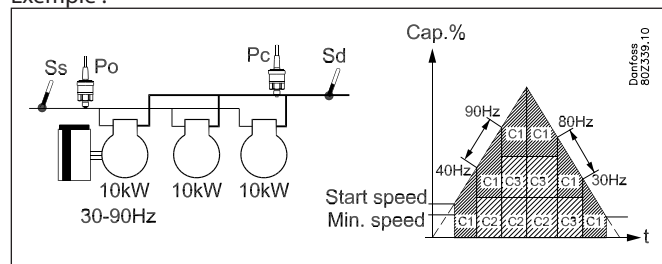 Exemple :
Ss
Po
Pc
Sd
10kW
10kW
10kW
30-90Hz
Cap.%
Danfoss
80Z339.10
90Hz
80Hz
40Hz
30Hz
C1 C1
C1 C3 C3 C1
C1 C2 C2 C2 C3 C1
Start speed
Min. speed
t